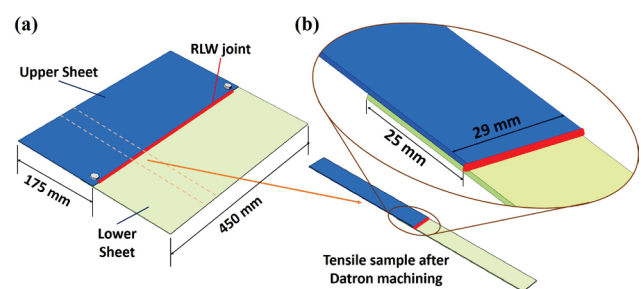 (a)
RLW joint
Upper Sheet
175 mm
Lower
Sheet
450 mm
(b)
29 mm
25 mm
Tensile sample after
Datron machining